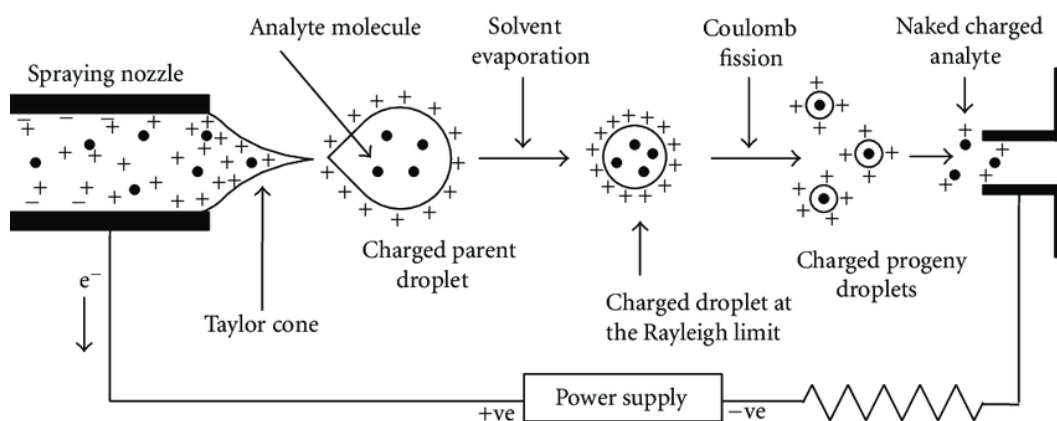 Analyte molecule
Solvent
evaporation
Coulomb
fission
Naked charged
analyte
Spraying nozzle
Charged parent
droplet
Charged progeny
droplets
e⁻
Taylor cone
Charged droplet at
the Rayleigh limit
+ve
Power supply
−ve